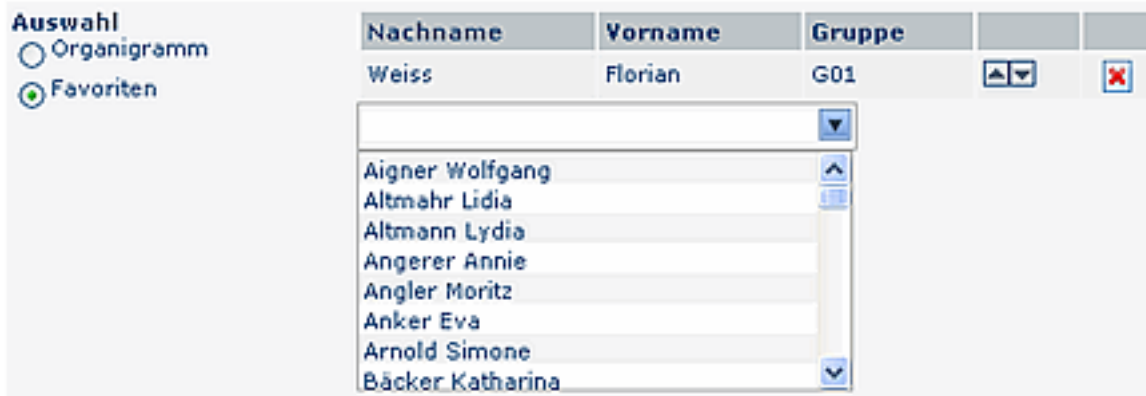 Auswahl
Organigramm
Favoriten
Nachname Vorname Gruppe
Weiss Florian G01
Aigner Wolfgang
Altmahr Lidia
Altmann Lydia
Angerer Annie
Angler Moritz
Anker Eva
Arnold Simone
Bäcker Katharina